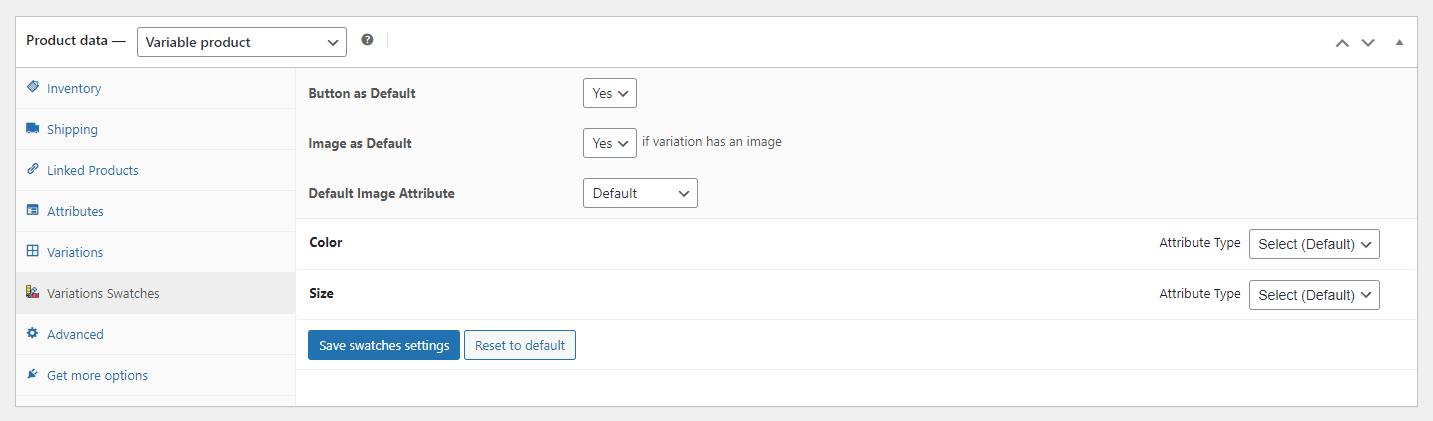 Product data — Variable product
Inventory
Shipping
Linked Products
Attributes
Variations
Variations Swatches
Advanced
Get more options
Button as Default Yes
Image as Default Yes if variation has an image
Default Image Attribute Default
Color Attribute Type Select (Default)
Size Attribute Type Select (Default)
Save swatches settings Reset to default